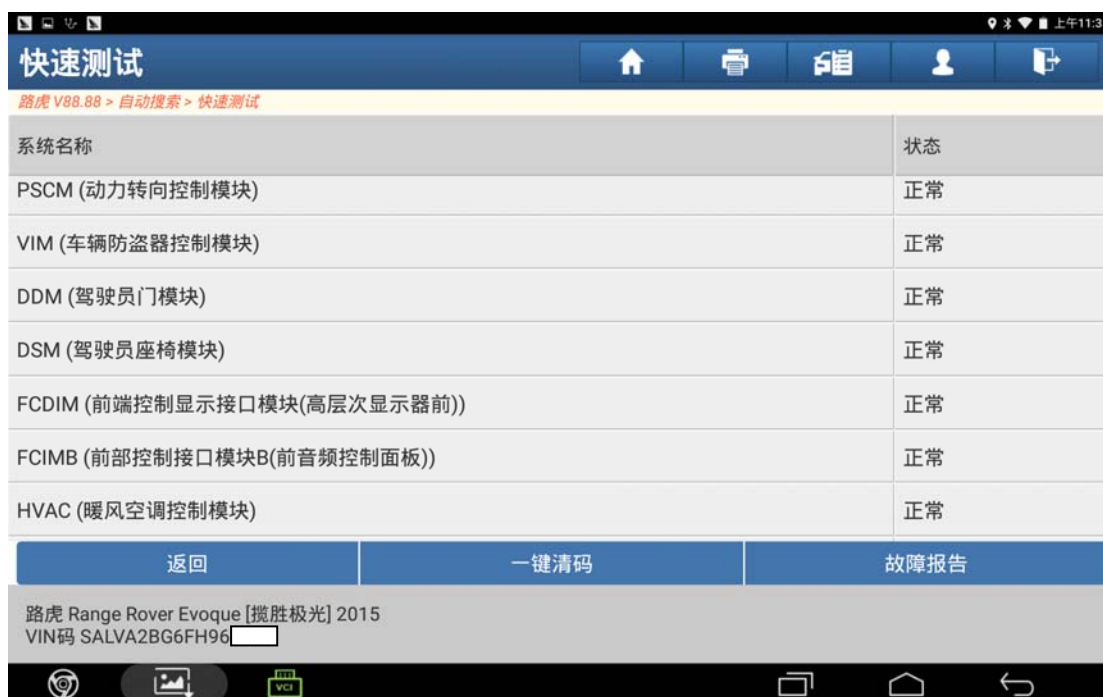 上午11:3
快速测试
路虎 V88.88 > 自动搜索 > 快速测试
系统名称 状态
PSCM (动力转向控制模块) 正常
VIM (车辆防盗器控制模块) 正常
DDM (驾驶员门模块) 正常
DSM (驾驶员座椅模块) 正常
FCDIM (前端控制显示接口模块(高层次显示器前)) 正常
FCIMB (前部控制接口模块B(前音频控制面板)) 正常
HVAC (暖风空调控制模块) 正常
返回 一键清码 故障报告
路虎 Range Rover Evoque [揽胜极光] 2015
VIN码 SALVA2BG6FH96
VCI